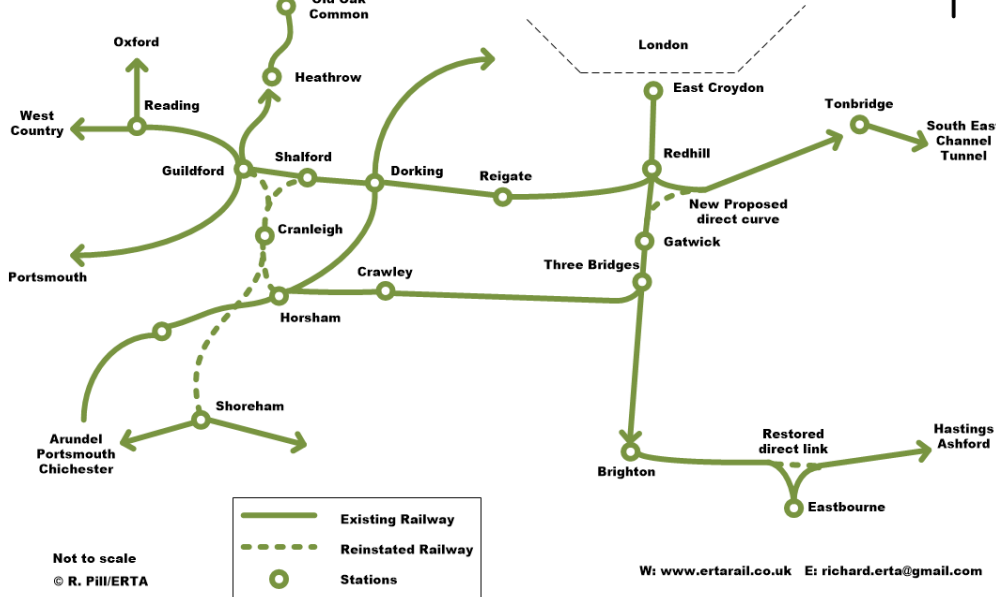 Old Oak
Common
London
Oxford
Heathrow
East Croydon
Reading
Tonbridge
West
Country
South Eas
Channel
Tunnel
Redhill
Shalford
Guildford
Dorking
Reigate
New Proposed
direct curve
Cranleigh
Gatwick
Three Bridges
Portsmouth
Crawley
Horsham
Shoreham
Arundel
Portsmouth
Chichester
Restored
direct link
Hastings
Ashford
Brighton
Eastbourne
Existing Railway
Reinstated Railway
Stations
Not to scale
© R. Pill/ERTA
W: www.ertarail.co.uk E: richard.erta@gmail.com